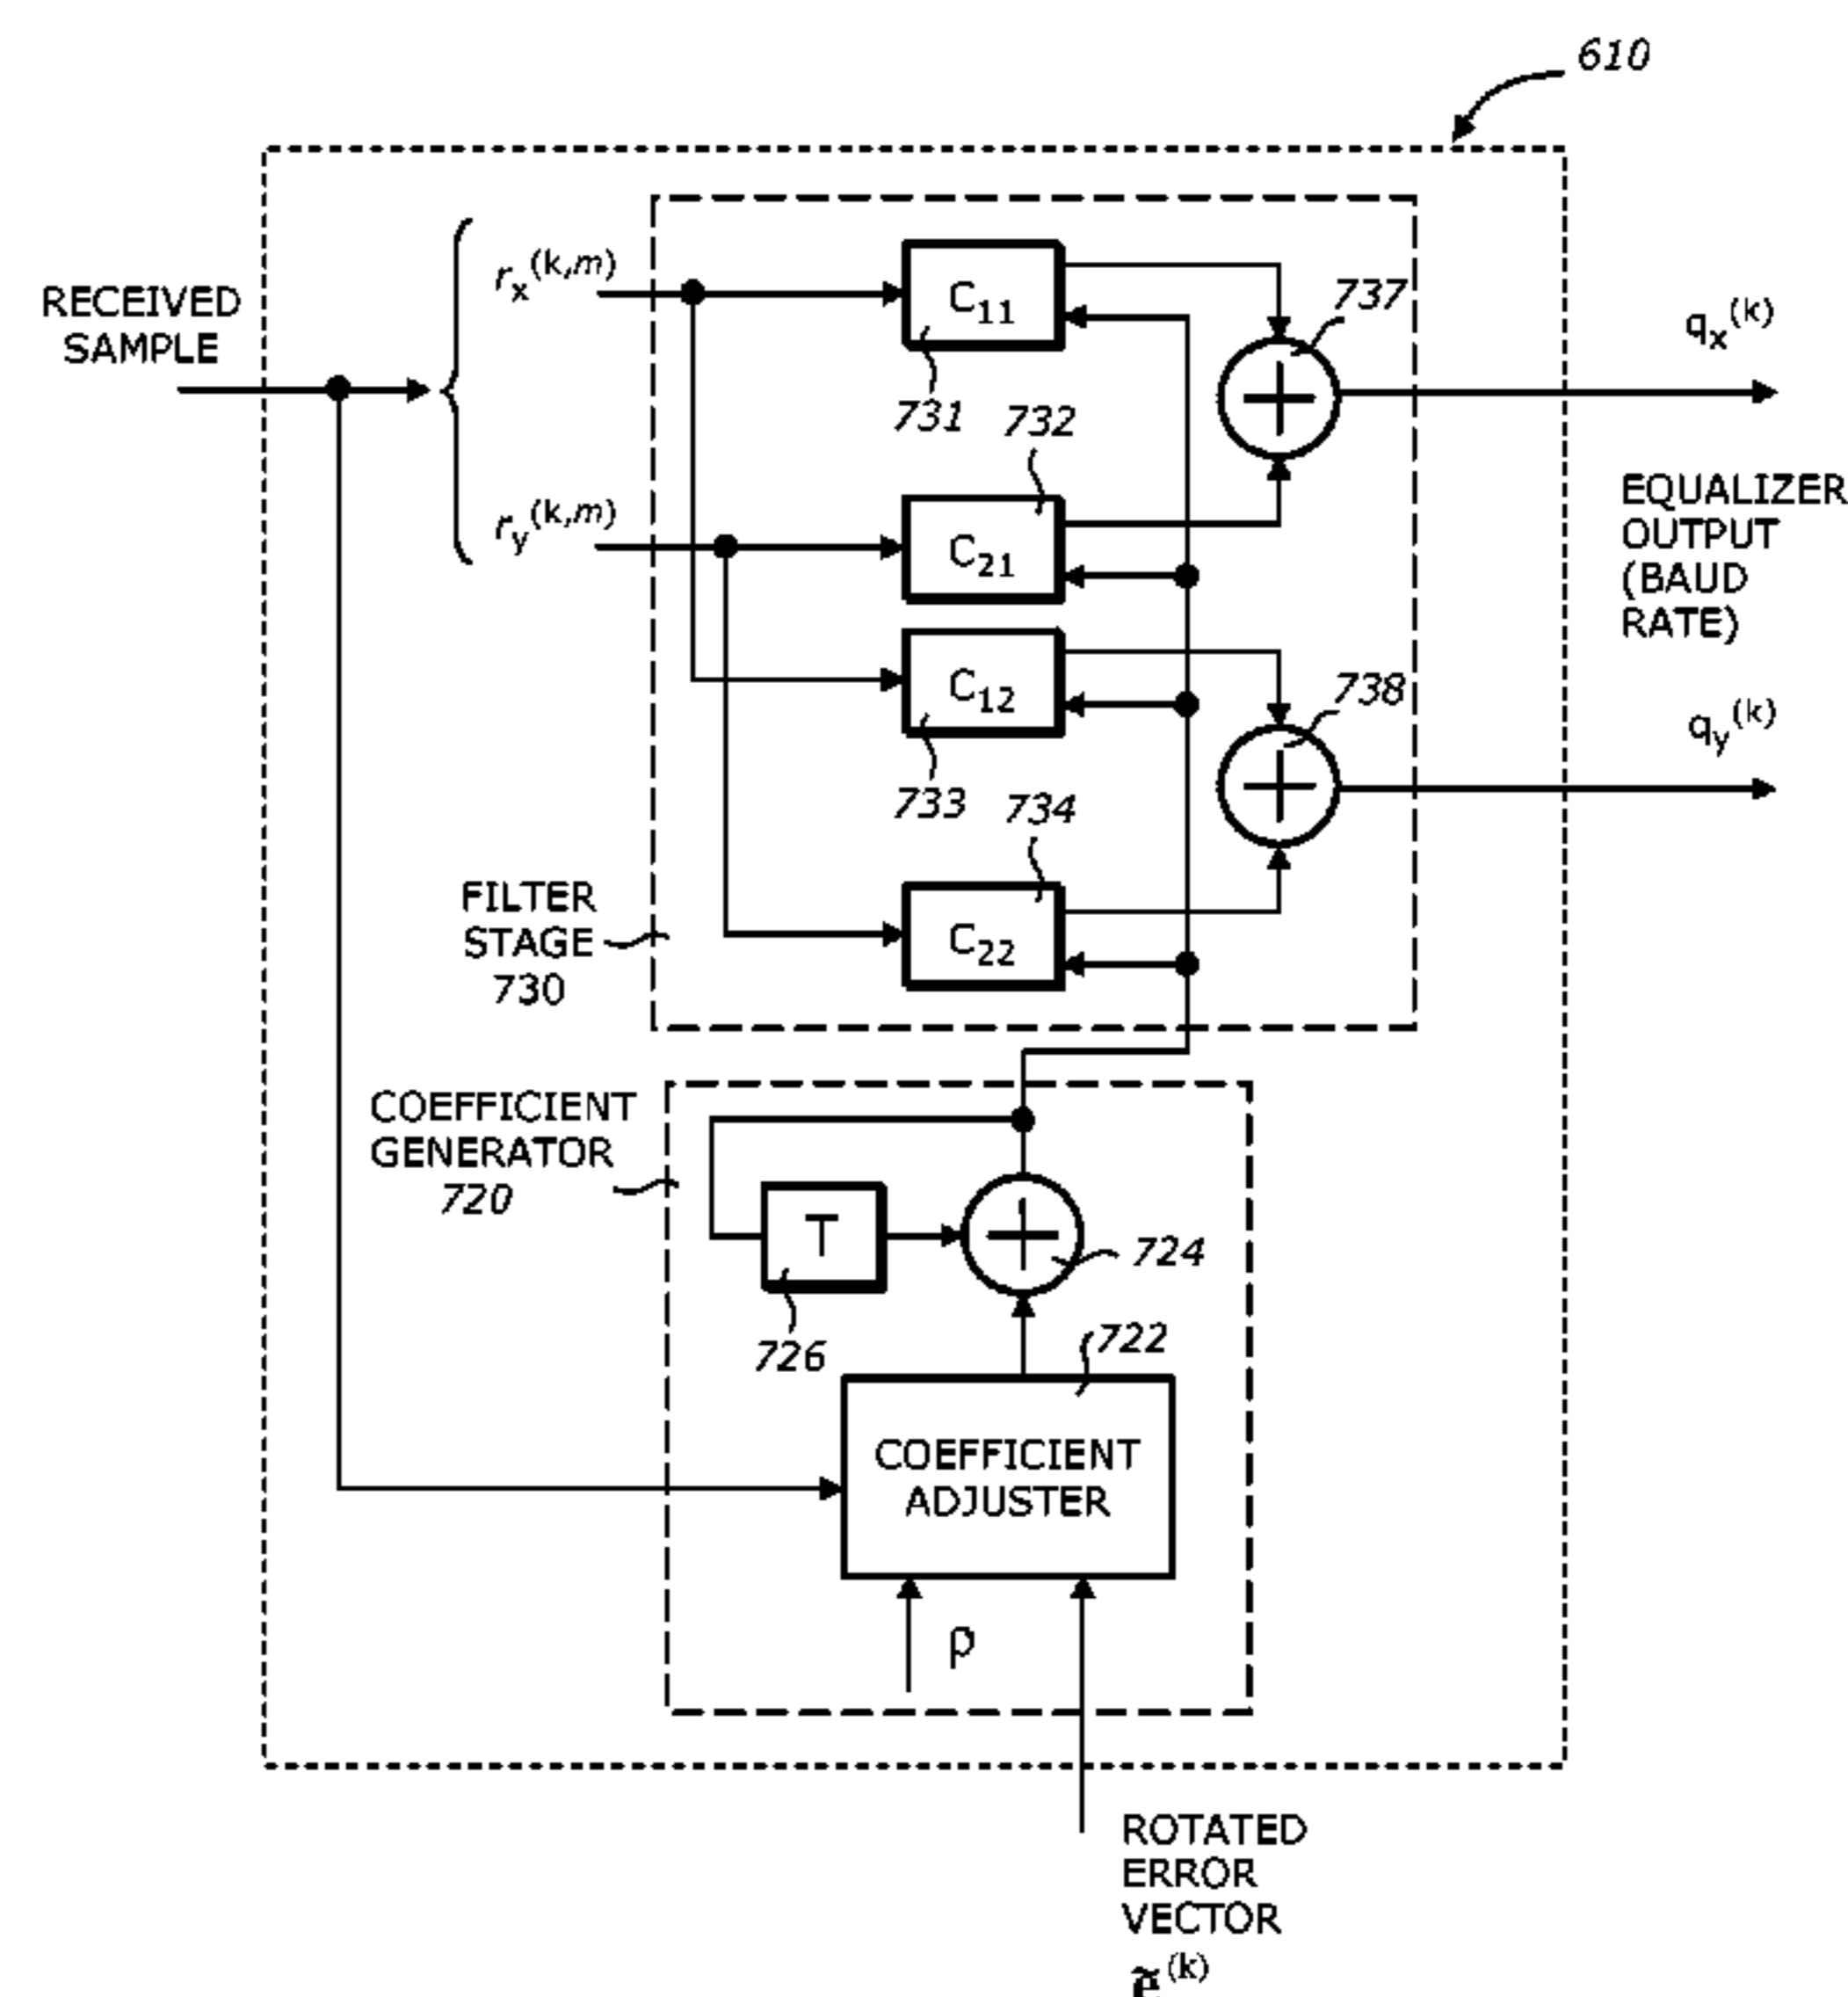 610
RECEIVED
SAMPLE
rx(k,m)
ry(k,m)
C11
731
732
C21
C12
733
734
C22
737
738
qx(k)
EQUALIZER
OUTPUT
(BAUD
RATE)
qy(k)
FILTER
STAGE
730
COEFFICIENT
GENERATOR
720
T
726
724
722
COEFFICIENT
ADJUSTER
ρ
ROTATED
ERROR
VECTOR
(k)